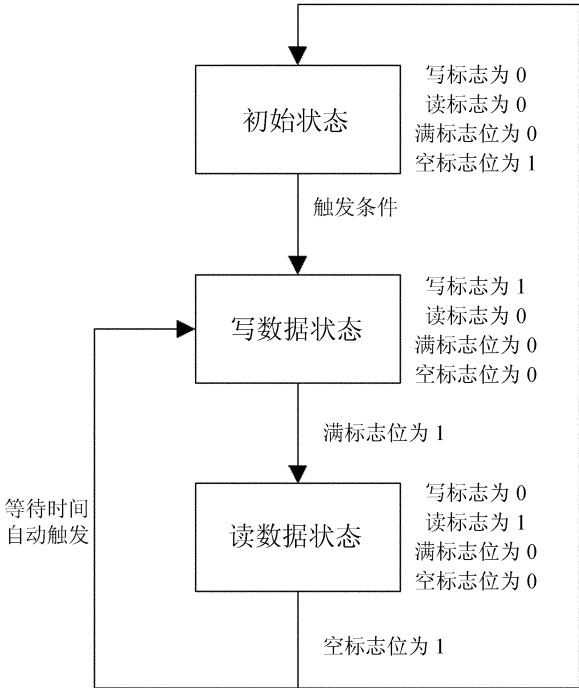 初始状态
写标志为 0
读标志为 0
满标志位为 0
空标志位为 1
触发条件
写数据状态
写标志为 1
读标志为 0
满标志位为 0
空标志位为 0
满标志位为 1
等待时间
自动触发
读数据状态
写标志为 0
读标志为 1
满标志位为 0
空标志位为 0
空标志位为 1